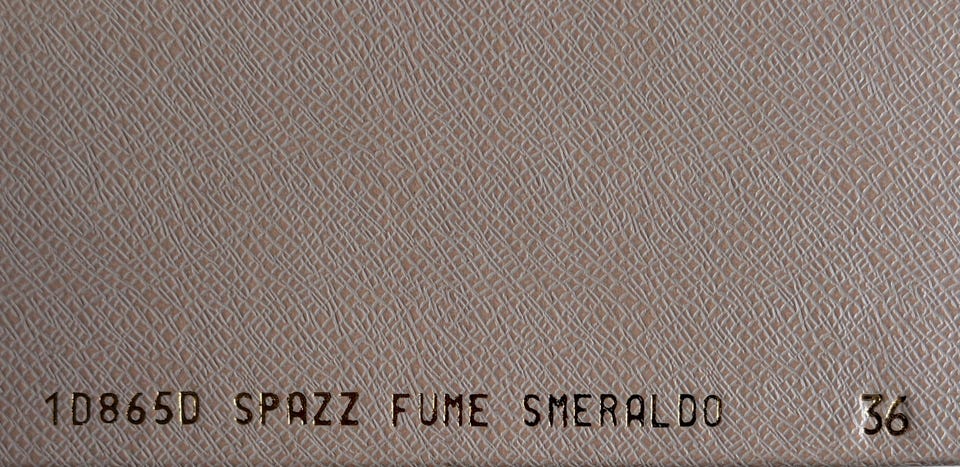 1D865D SPAZZ FUME SMERALDO 36